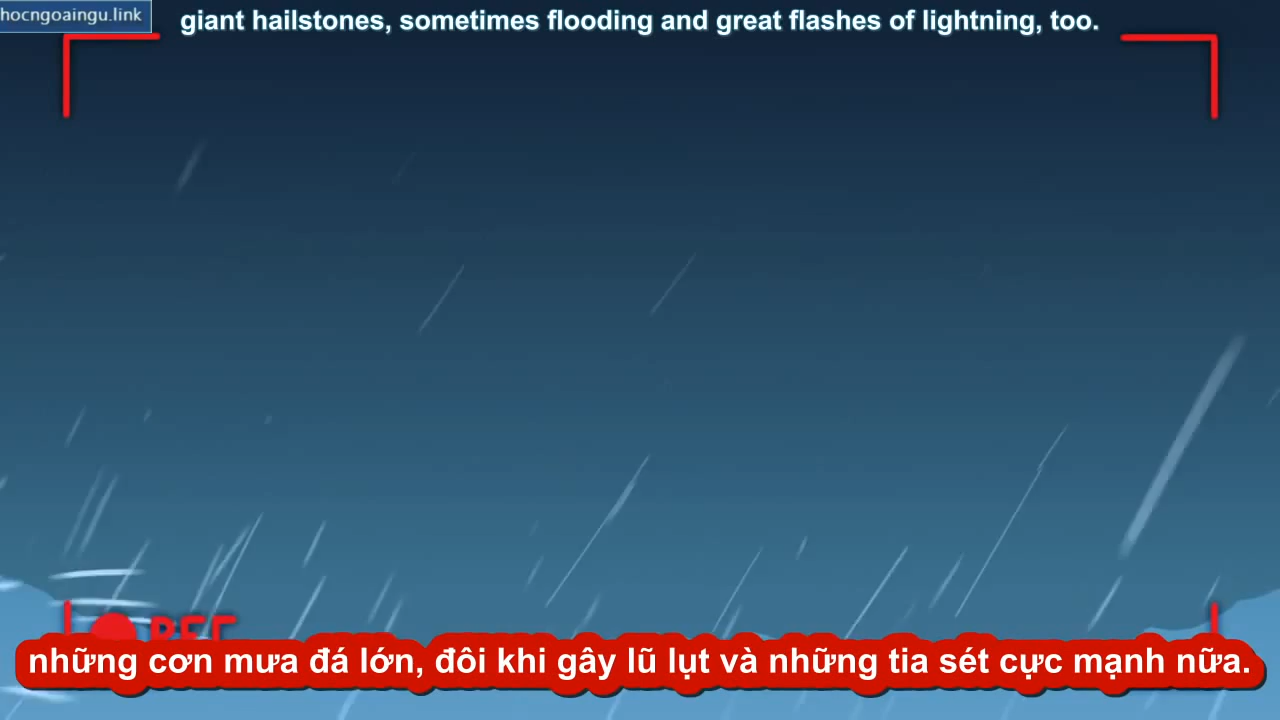 hocngoaingu.link
giant hailstones, sometimes flooding and great flashes of lightning, too.
REC
những cơn mưa đá lớn, đôi khi gây lũ lụt và những tia sét cực mạnh nữa.